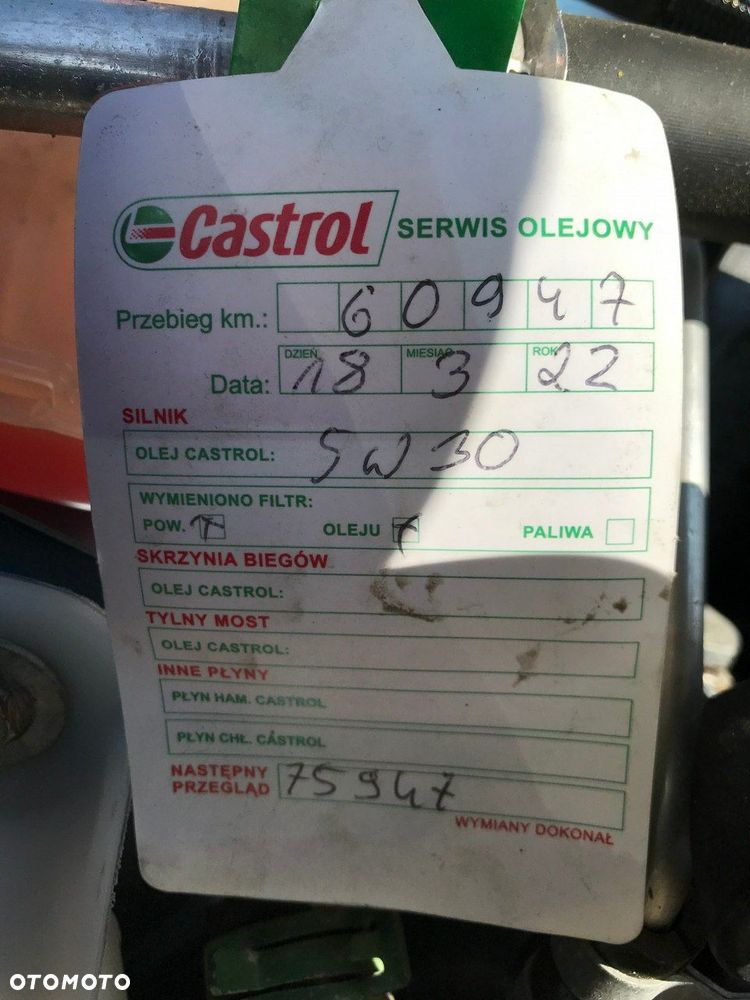 Castrol SERWIS OLEJOWY
Przebieg km.: 60947
DZIEŃ MIESIĄC ROK
Data: 18 3 22
SILNIK
OLEJ CASTROL: 5W30
WYMIENIONO FILTR:
POW. OLEJU PALIWA
SKRZYNIA BIEGÓW
OLEJ CASTROL:
TYLNY MOST
OLEJ CASTROL:
INNE PŁYNY
PŁYN HAM. CASTROL
PŁYN CHŁ. CASTROL
NASTĘPNY
PRZEGLĄD 75947
WYMIANY DOKONAŁ
OTOMOTO